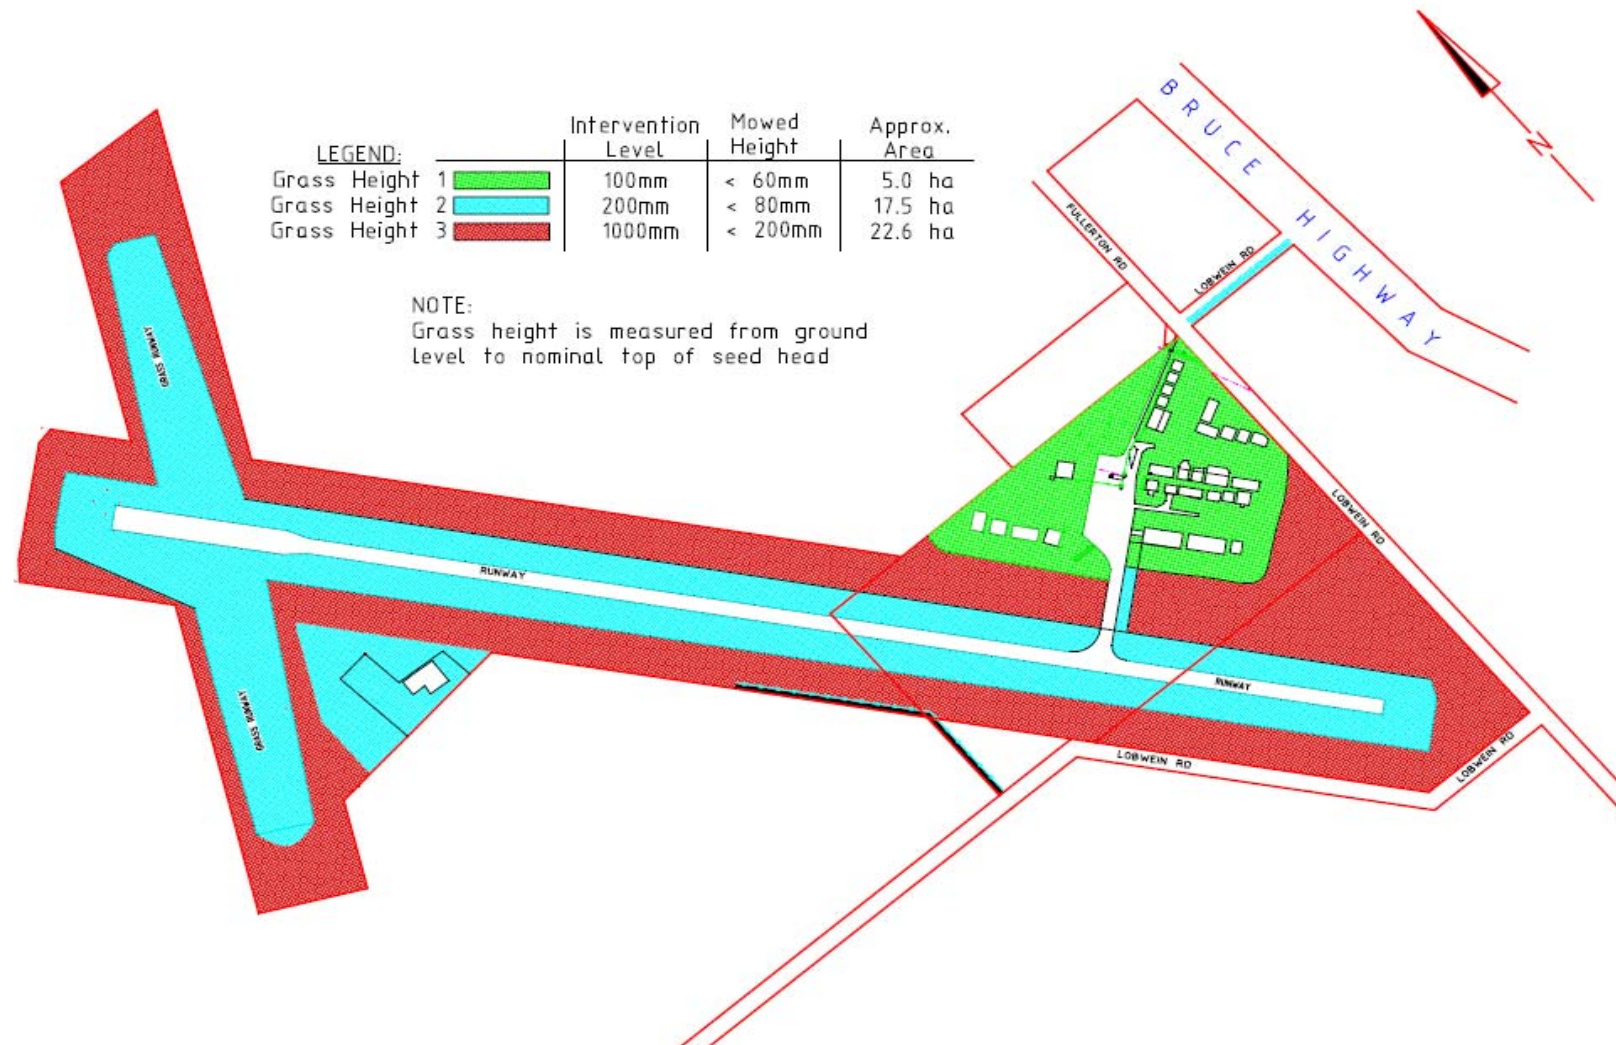 BRUCE HIGHWAY
N
Intervention Level
Mowed Height
Approx. Area
LEGEND:
Grass Height 1 100mm < 60mm 5.0 ha
Grass Height 2 200mm < 80mm 17.5 ha
Grass Height 3 1000mm < 200mm 22.6 ha
NOTE:
Grass height is measured from ground
level to nominal top of seed head
FULLERTON RD
LOBWEIN RD
GRASS RUNWAY
LOBWEIN RD
RUNWAY
RUNWAY
GRASS RUNWAY
LOBWEIN RD
LOBWEIN RD